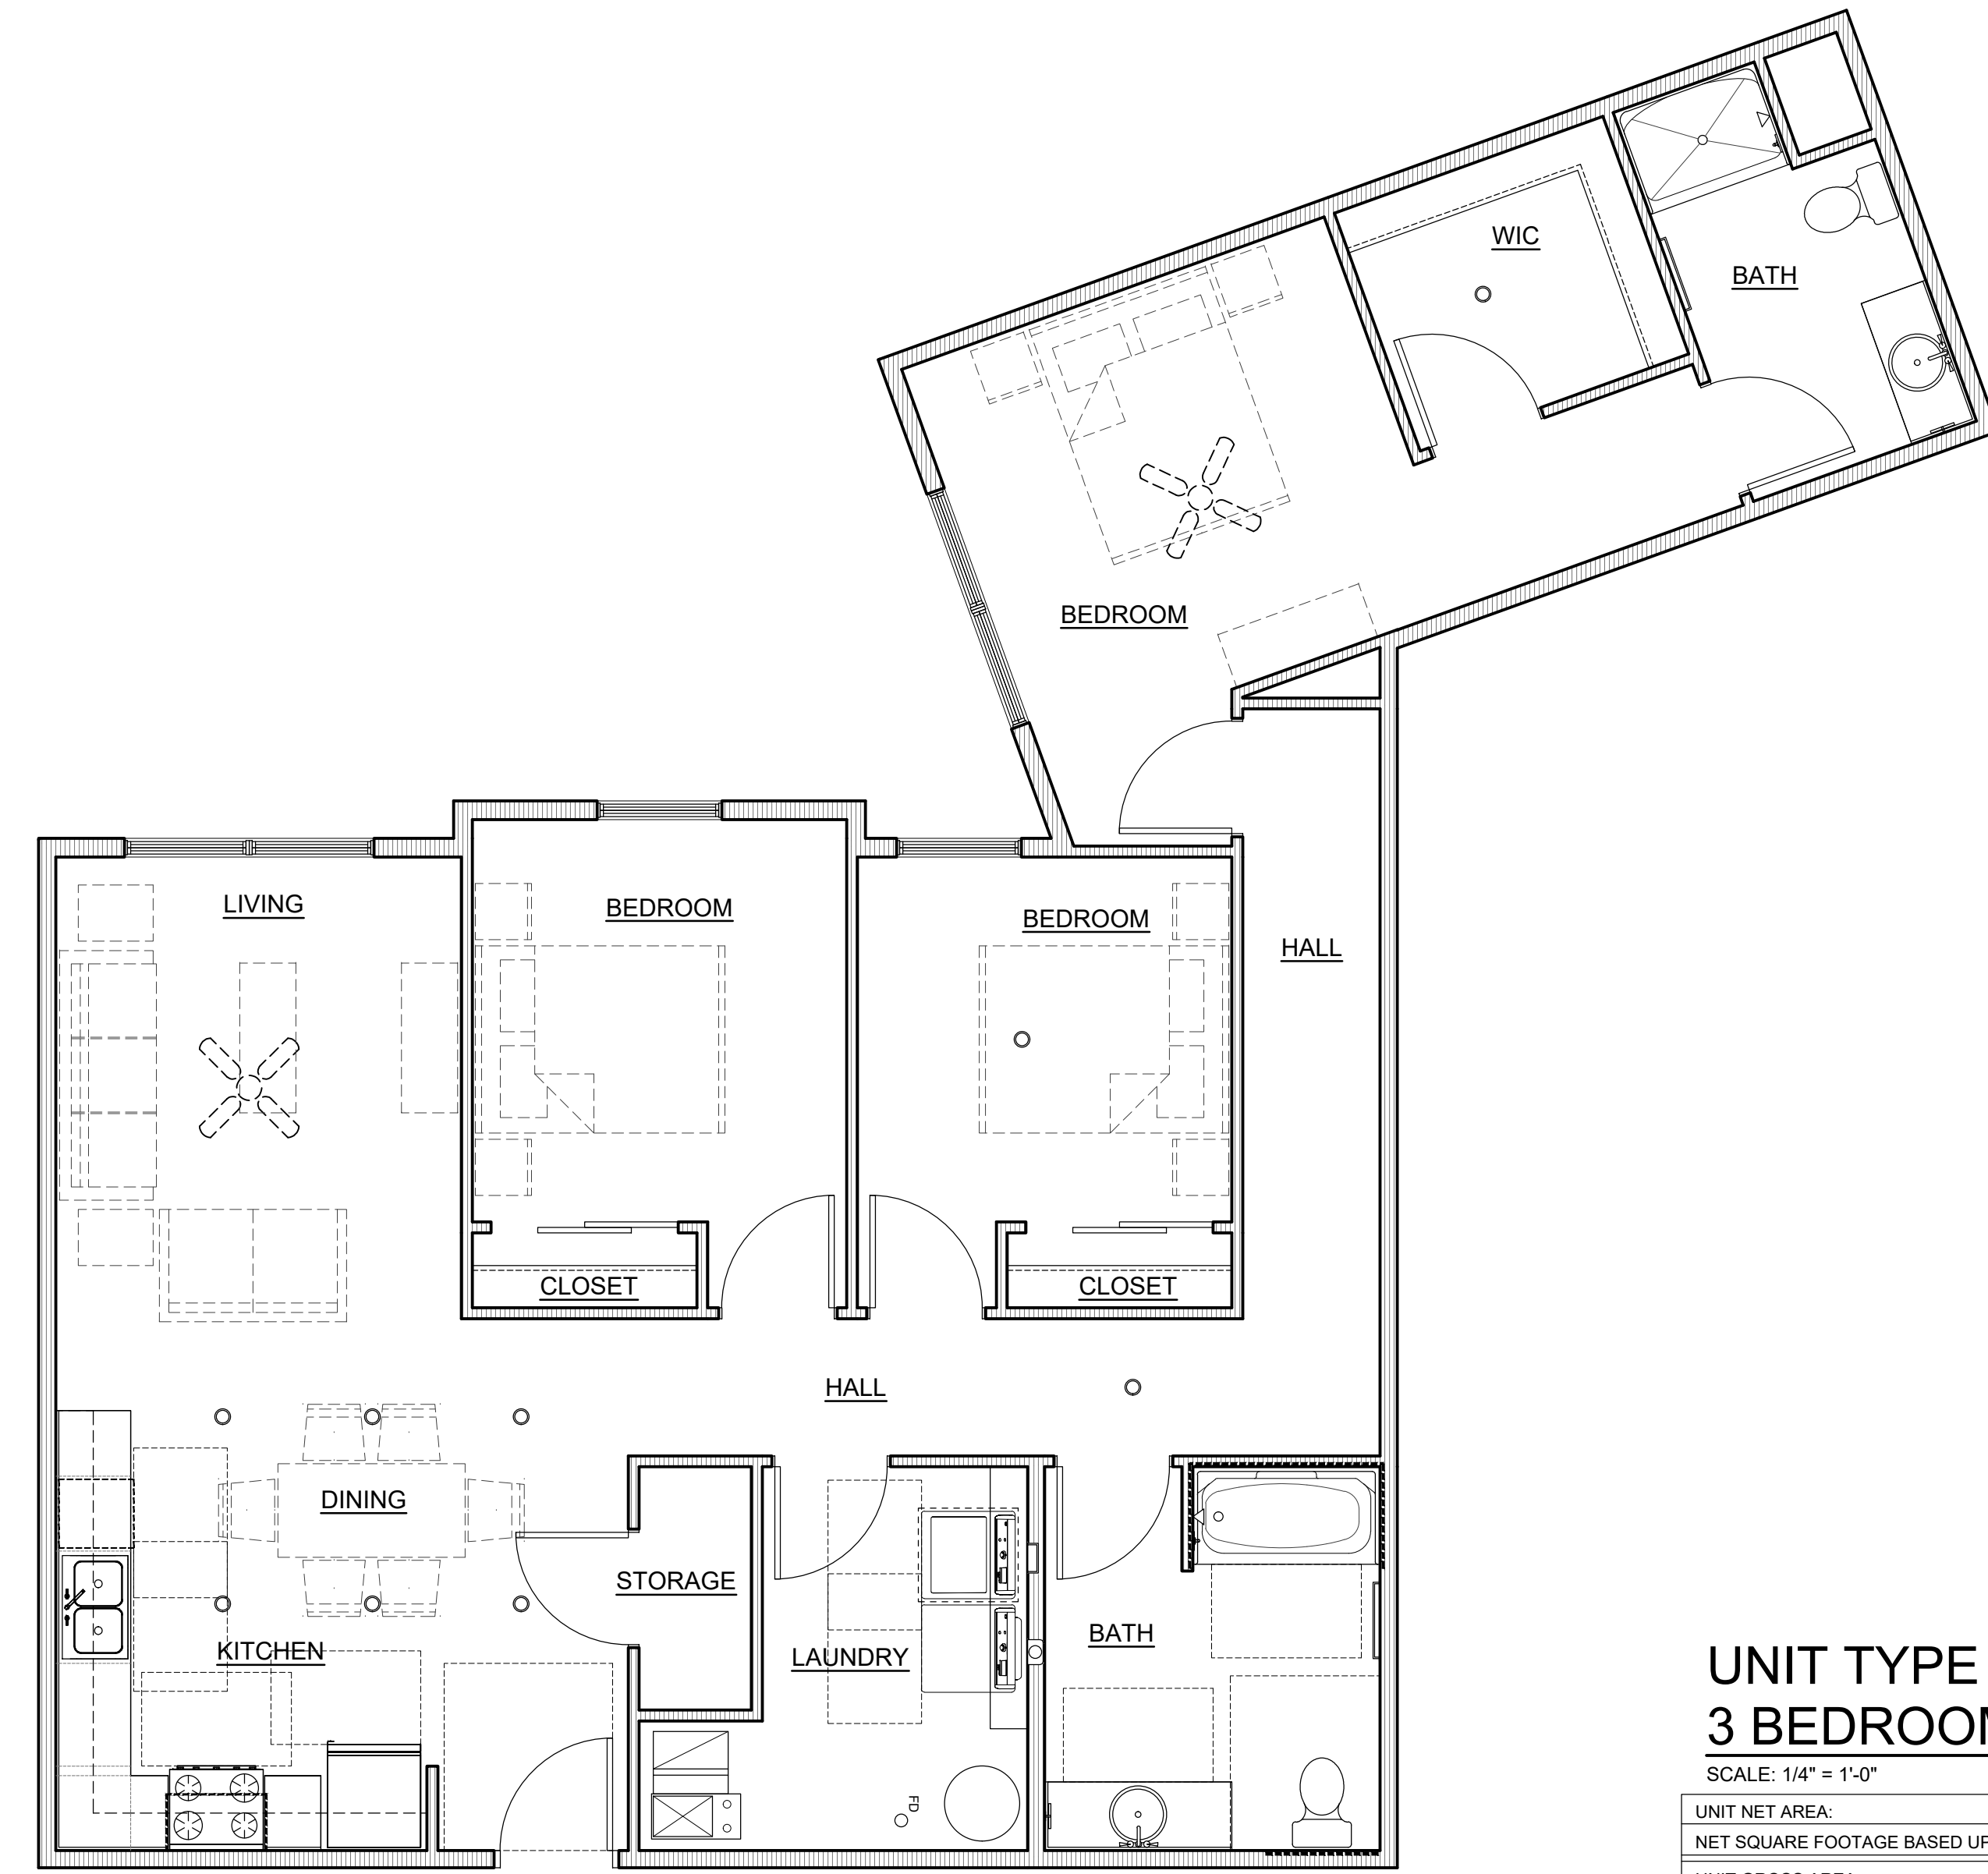 WIC
BATH
BEDROOM
LIVING
BEDROOM
BEDROOM
HALL
CLOSET
CLOSET
HALL
DINING
STORAGE
KITCHEN
LAUNDRY
BATH
FD
UNIT TYPE
3 BEDROOM
SCALE: 1/4" = 1'-0"
UNIT NET AREA:
NET SQUARE FOOTAGE BASED UP